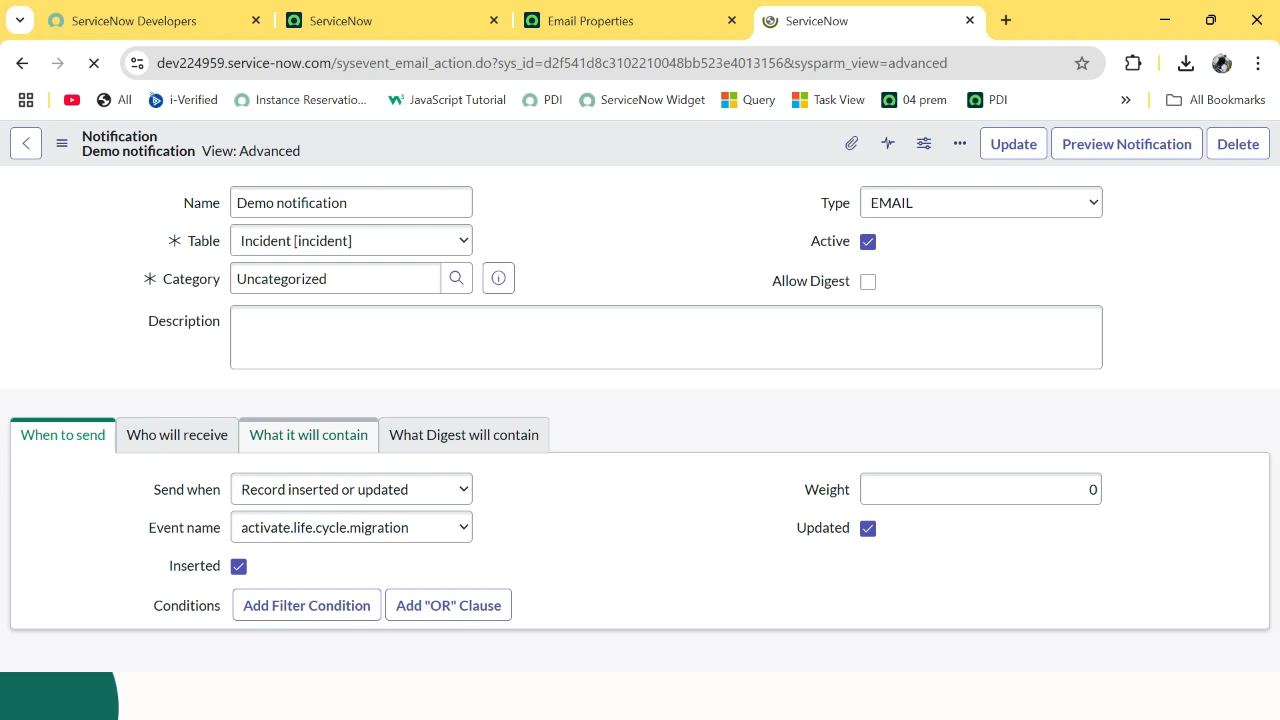 ServiceNow Developers
ServiceNow
Email Properties
ServiceNow
dev224959.service-now.com/sysevent_email_action.do?sys_id=d2f541d8c3102210048bb523e4013156&sysparm_view=advanced
All
i-Verified
Instance Reservatio...
JavaScript Tutorial
PDI
ServiceNow Widget
Query
Task View
04 prem
PDI
All Bookmarks
Notification
Demo notification View: Advanced
Update
Preview Notification
Delete
Name
Demo notification
Type
EMAIL
Table
Incident [incident]
Active
Category
Uncategorized
Allow Digest
Description
When to send
Who will receive
What it will contain
What Digest will contain
Send when
Record inserted or updated
Weight
0
Event name
activate.life.cycle.migration
Updated
Inserted
Conditions
Add Filter Condition
Add "OR" Clause